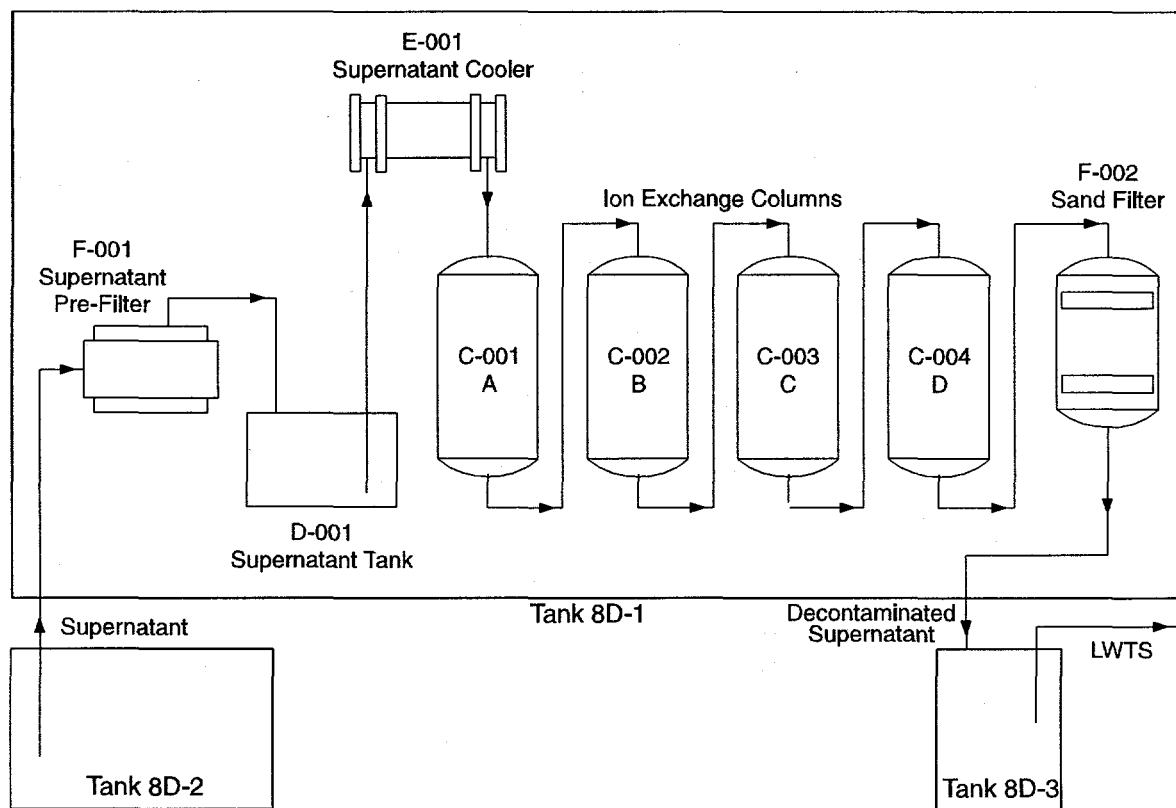 E-001
Supernatant Cooler
F-002
Sand Filter
Ion Exchange Columns
F-001
Supernatant
Pre-Filter
C-001
A
C-002
B
C-003
C
C-004
D
D-001
Supernatant Tank
Tank 8D-1
Supernatant
Decontaminated
Supernatant
LWTS
Tank 8D-2
Tank 8D-3